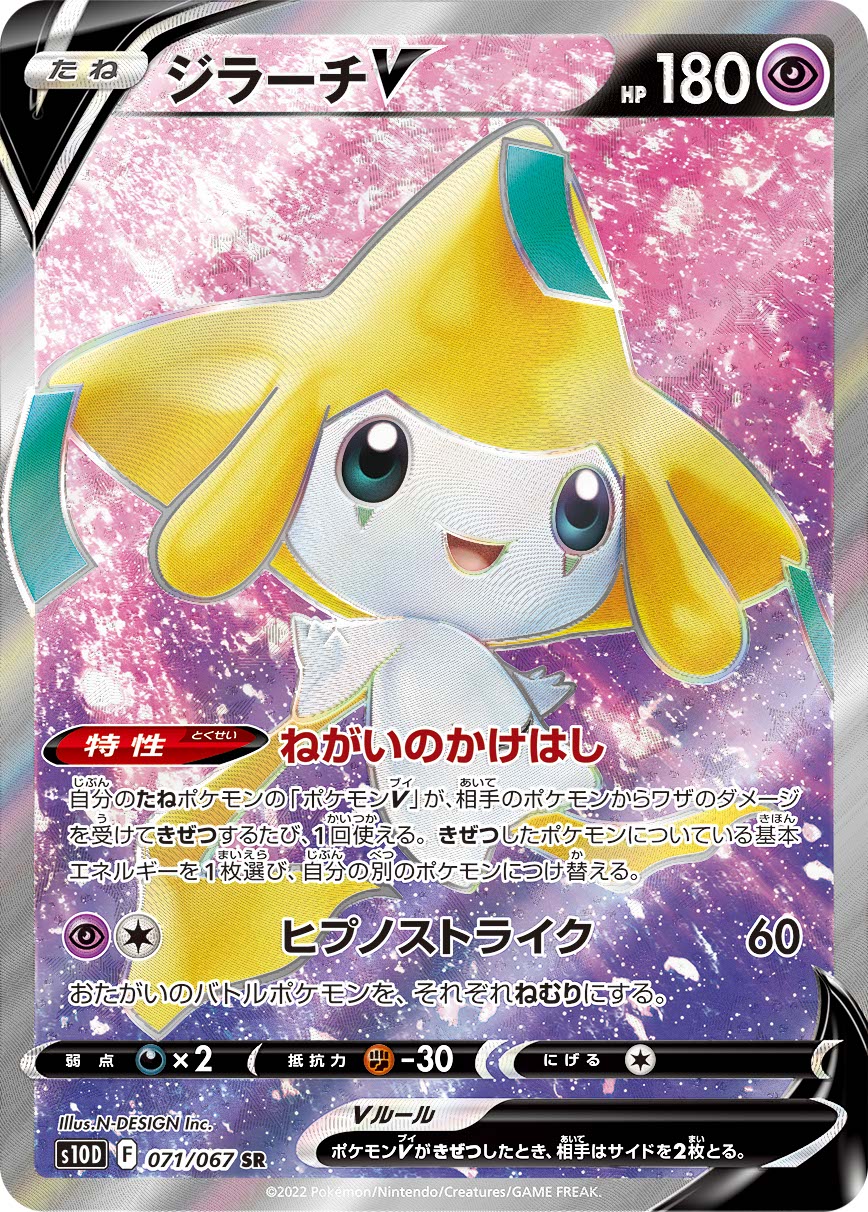 たね ジラーチV HP 180
特性 とくせい ねがいのかけはし
自分のたねポケモンの「ポケモンV」が、相手のポケモンからワザのダメージ
を受けてきぜつするたび、1回使える。きぜつしたポケモンについている基本
エネルギーを1枚選び、自分の別のポケモンにつけ替える。
ヒプノストライク 60
おたがいのバトルポケモンを、それぞれねむりにする。
弱点 ×2 抵抗力 -30 にげる
Illus.N-DESIGN Inc.
Vルール
ポケモンVがきぜつしたとき、相手はサイドを2枚とる。
s10D F 071/067 SR
©2022 Pokémon/Nintendo/Creatures/GAME FREAK.